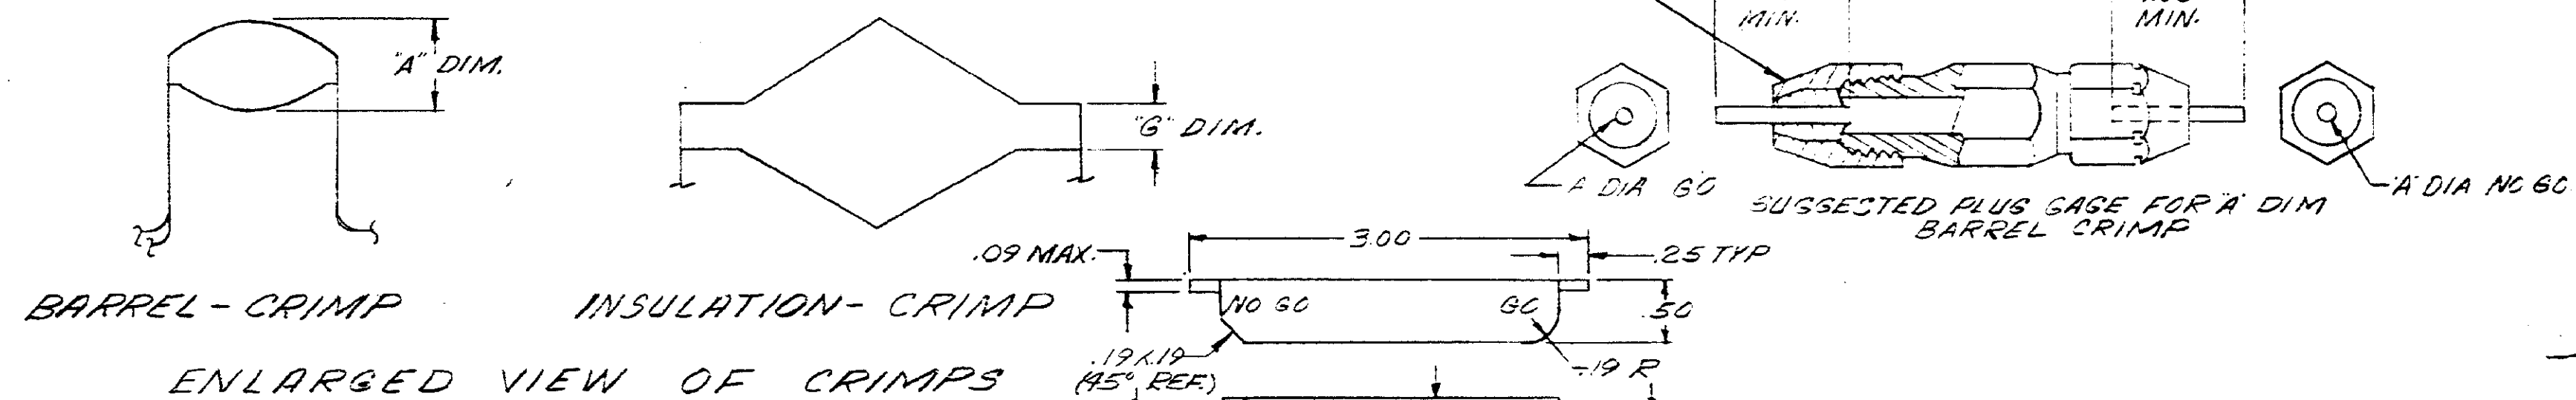 "A" DIM.
"G" DIM.
MIN.
MIN.
A DIA GO
"A" DIA NO GO
SUGGESTED PLUG GAGE FOR "A" DIM
BARREL CRIMP
3.00
.09 MAX.
.25 TYP
NO GO
GO
.50
BARREL-CRIMP
INSULATION-CRIMP
.19 X .19
(45° REF.)
.19 R
ENLARGED VIEW OF CRIMPS